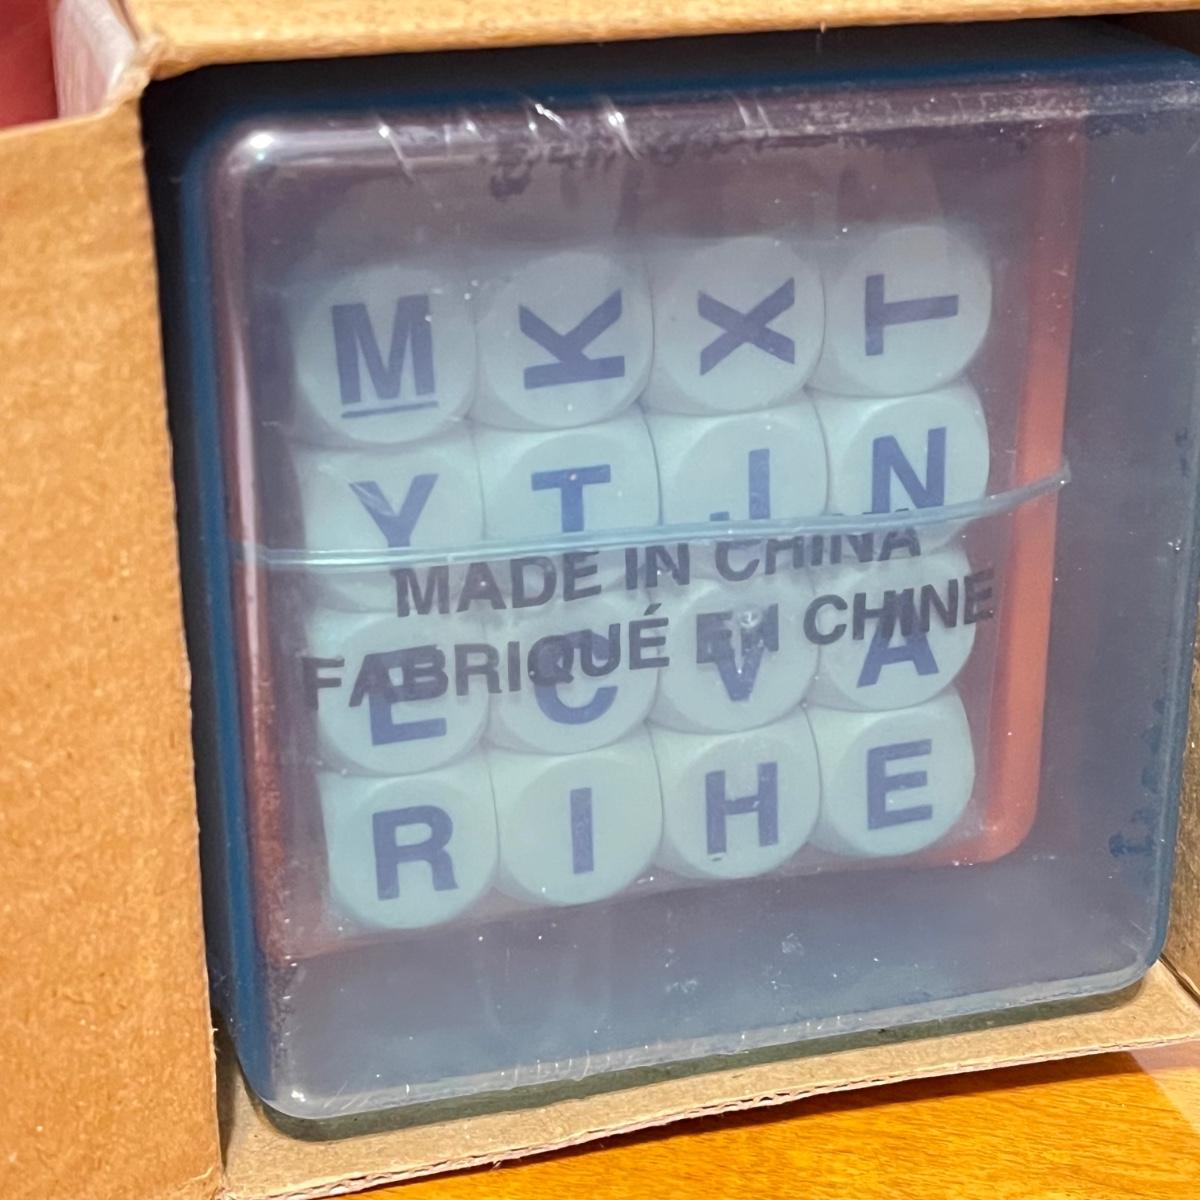 M K X T
Y T J N
MADE IN CHINA
FABRIQUÉ EN CHINE
E C V A
R I H E